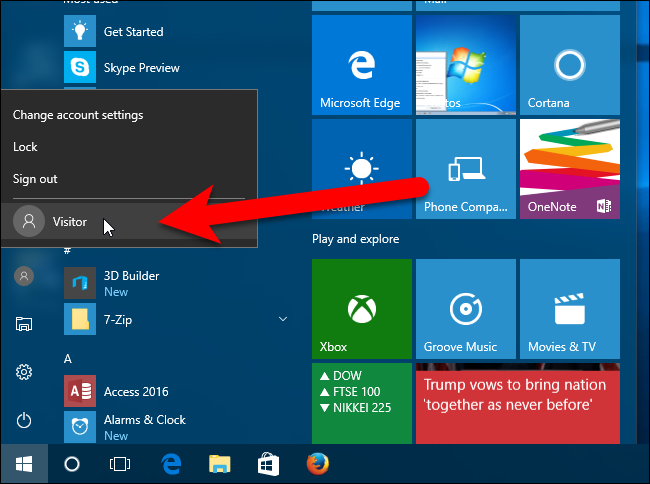 Most used
Mail
Get Started
Skype Preview
Microsoft Edge
Cortana
Change account settings
Lock
Sign out
Visitor
Weather
Phone Compa...
OneNote
N
#
Play and explore
3D Builder
New
7-Zip
Xbox
Groove Music
Movies & TV
A
A
Access 2016
Alarms & Clock
New
▲ DOW
▲ FTSE 100
▼ NIKKEI 225
Trump vows to bring nation
'together as never before'